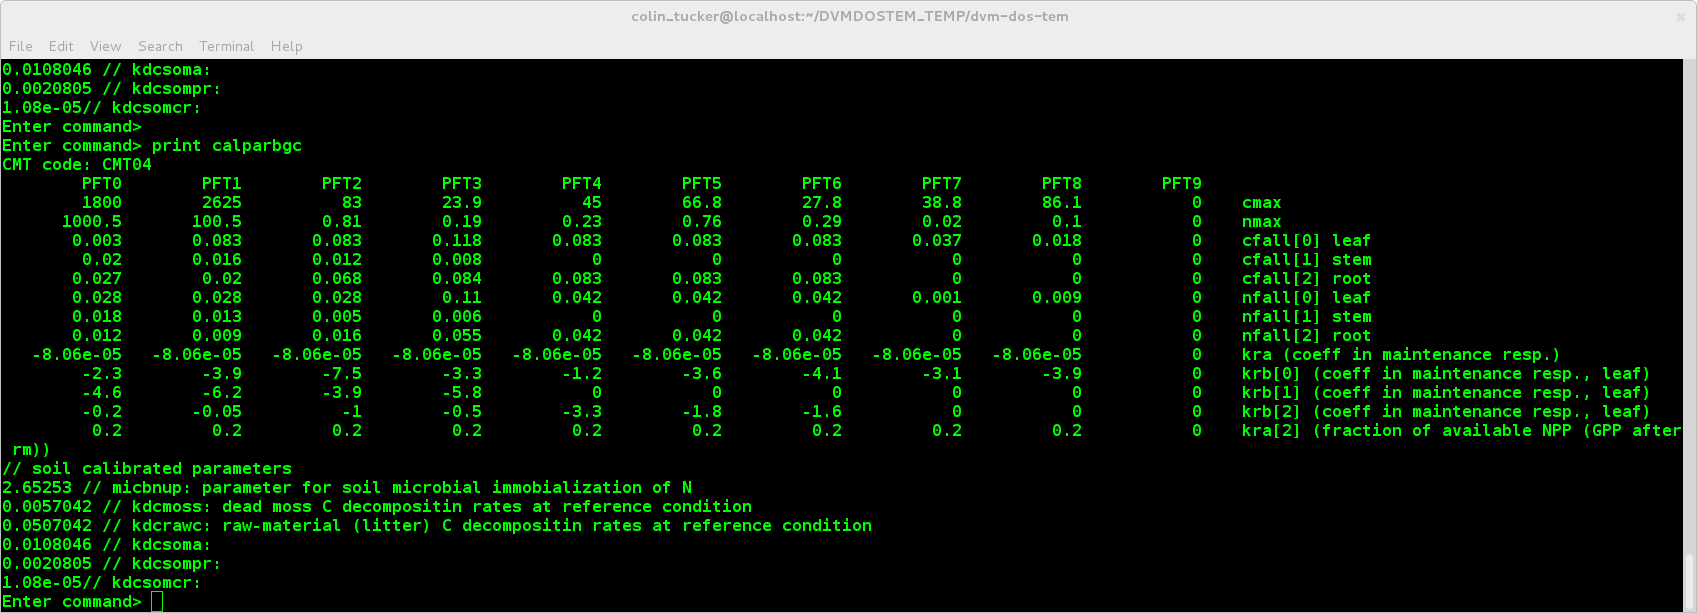 colin_tucker@localhost:~/DVMDOSTEM_TEMP/dvm-dos-tem
File Edit View Search Terminal Help
0.0108046 // kdcsoma:
0.0020805 // kdcsompr:
1.08e-05// kdcsomcr:
Enter command>
Enter command> print calparbgc
CMT code: CMT04
PFT0 PFT1 PFT2 PFT3 PFT4 PFT5 PFT6 PFT7 PFT8 PFT9
1800 2625 83 23.9 45 66.8 27.8 38.8 86.1 0 cmax
1000.5 100.5 0.81 0.19 0.23 0.76 0.29 0.02 0.1 0 nmax
0.003 0.083 0.083 0.118 0.083 0.083 0.083 0.037 0.018 0 cfall[0] leaf
0.02 0.016 0.012 0.008 0 0 0 0 0 0 cfall[1] stem
0.027 0.02 0.068 0.084 0.083 0.083 0.083 0 0 0 cfall[2] root
0.028 0.028 0.028 0.11 0.042 0.042 0.042 0.001 0.009 0 nfall[0] leaf
0.018 0.013 0.005 0.006 0 0 0 0 0 0 nfall[1] stem
0.012 0.009 0.016 0.055 0.042 0.042 0.042 0 0 0 nfall[2] root
-8.06e-05 -8.06e-05 -8.06e-05 -8.06e-05 -8.06e-05 -8.06e-05 -8.06e-05 -8.06e-05 -8.06e-05 0 kra (coeff in maintenance resp.)
-2.3 -3.9 -7.5 -3.3 -1.2 -3.6 -4.1 -3.1 -3.9 0 krb[0] (coeff in maintenance resp., leaf)
-4.6 -6.2 -3.9 -5.8 0 0 0 0 0 0 krb[1] (coeff in maintenance resp., leaf)
-0.2 -0.05 -1 -0.5 -3.3 -1.8 -1.6 0 0 0 krb[2] (coeff in maintenance resp., leaf)
0.2 0.2 0.2 0.2 0.2 0.2 0.2 0.2 0.2 0 kra[2] (fraction of available NPP (GPP after
rm))
// soil calibrated parameters
2.65253 // micbnup: parameter for soil microbial immobialization of N
0.0057042 // kdcmoss: dead moss C decompositin rates at reference condition
0.0507042 // kdcrawc: raw-material (litter) C decompositin rates at reference condition
0.0108046 // kdcsoma:
0.0020805 // kdcsompr:
1.08e-05// kdcsomcr:
Enter command>